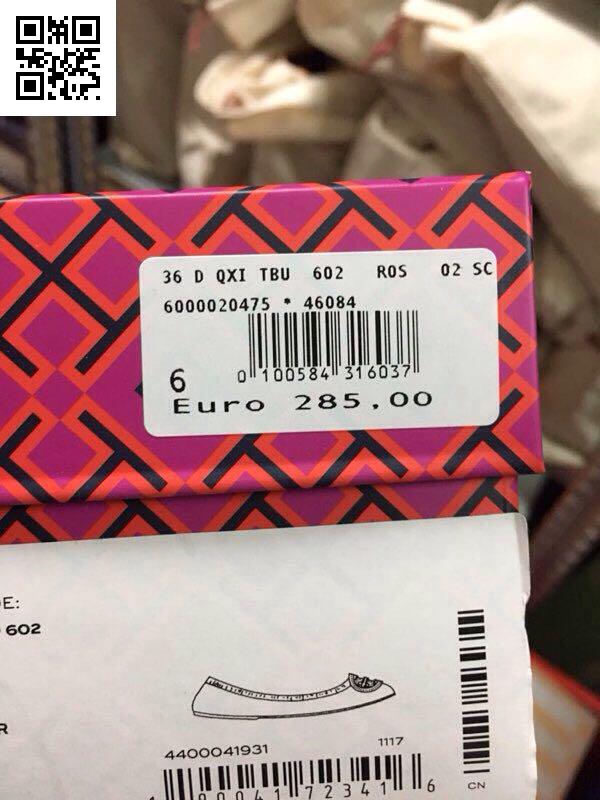 36 D QXI TBU 602 ROS 02 SC
6000020475 * 46084
0 100584 316037
6
Euro 285,00
E:
602
R
4400041931
1117
CN